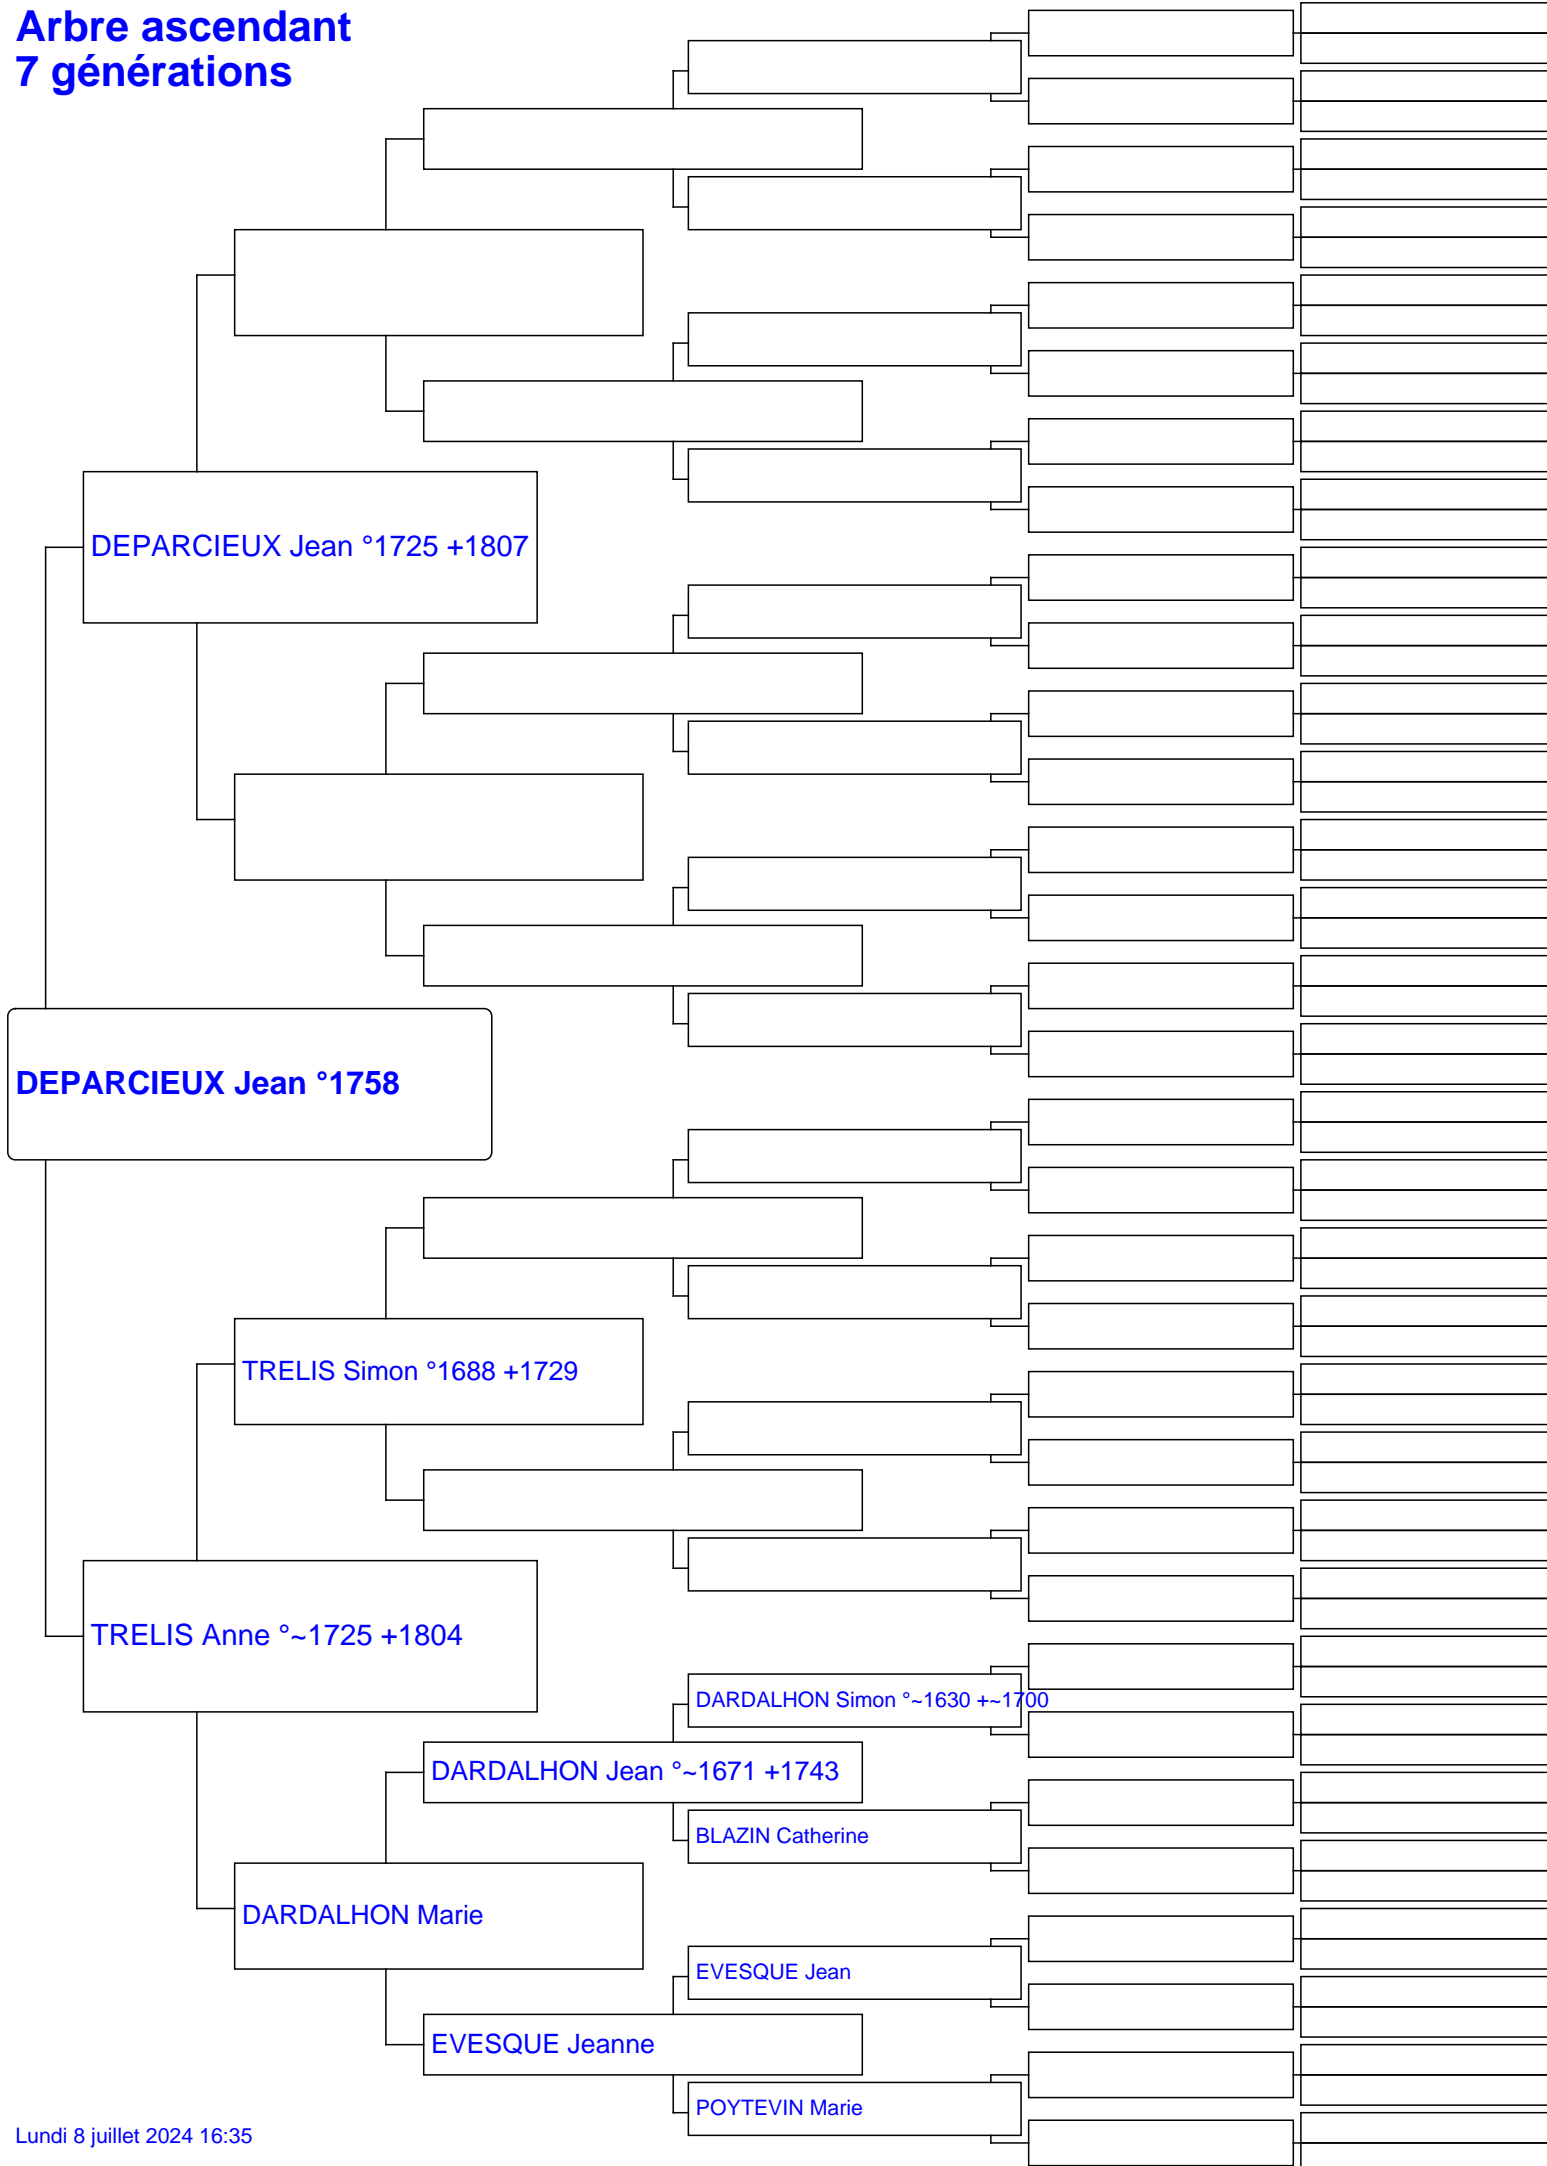 Arbre ascendant
7 générations
DEPARCIEUX Jean °1725 +1807
DEPARCIEUX Jean °1758
TRELIS Simon °1688 +1729
TRELIS Anne °~1725 +1804
DARDALHON Simon °~1630 +~1700
DARDALHON Jean °~1671 +1743
BLAZIN Catherine
DARDALHON Marie
EVESQUE Jean
EVESQUE Jeanne
POYTEVIN Marie
Lundi 8 juillet 2024 16:35